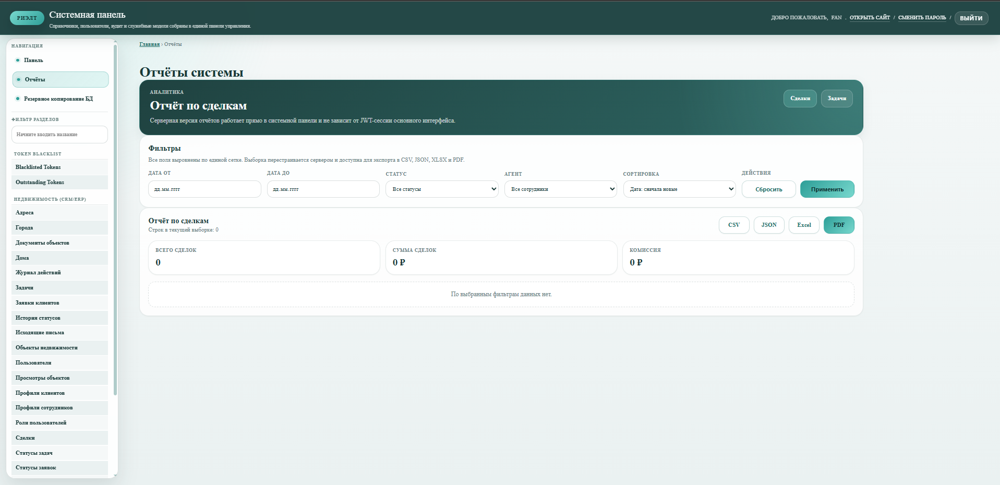 РИЭЛТ
Системная панель
Справочники, пользователи, аудит и служебные модели собраны в единой панели управления.
ДОБРО ПОЖАЛОВАТЬ, FAN . ОТКРЫТЬ САЙТ / СМЕНИТЬ ПАРОЛЬ / ВЫЙТИ
НАВИГАЦИЯ
Панель
Отчёты
Резервное копирование БД
ФИЛЬТР РАЗДЕЛОВ
Начните вводить название
TOKEN BLACKLIST
Blacklisted Tokens
Outstanding Tokens
НЕДВИЖИМОСТЬ (CRM/ERP)
Адреса
Города
Документы объектов
Дома
Журнал действий
Задачи
Заявки клиентов
История статусов
Исходящие письма
Объекты недвижимости
Пользователи
Просмотры объектов
Профили клиентов
Профили сотрудников
Роли пользователей
Сделки
Статусы задач
Статусы заявок
Главная › Отчёты
Отчёты системы
АНАЛИТИКА
Отчёт по сделкам
Серверная версия отчётов работает прямо в системной панели и не зависит от JWT-сессии основного интерфейса.
Сделки Задачи
Фильтры
Все поля выровнены по единой сетке. Выборка перестраивается сервером и доступна для экспорта в CSV, JSON, XLSX и PDF.
ДАТА ОТ ДАТА ДО СТАТУС АГЕНТ СОРТИРОВКА ДЕЙСТВИЯ
дд.мм.гггг дд.мм.гггг Все статусы Все сотрудники Дата: сначала новые Сбросить Применить
Отчёт по сделкам
Строк в текущей выборке: 0
CSV JSON Excel PDF
ВСЕГО СДЕЛОК СУММА СДЕЛОК КОМИССИЯ
0 0 ₽ 0 ₽
По выбранным фильтрам данных нет.